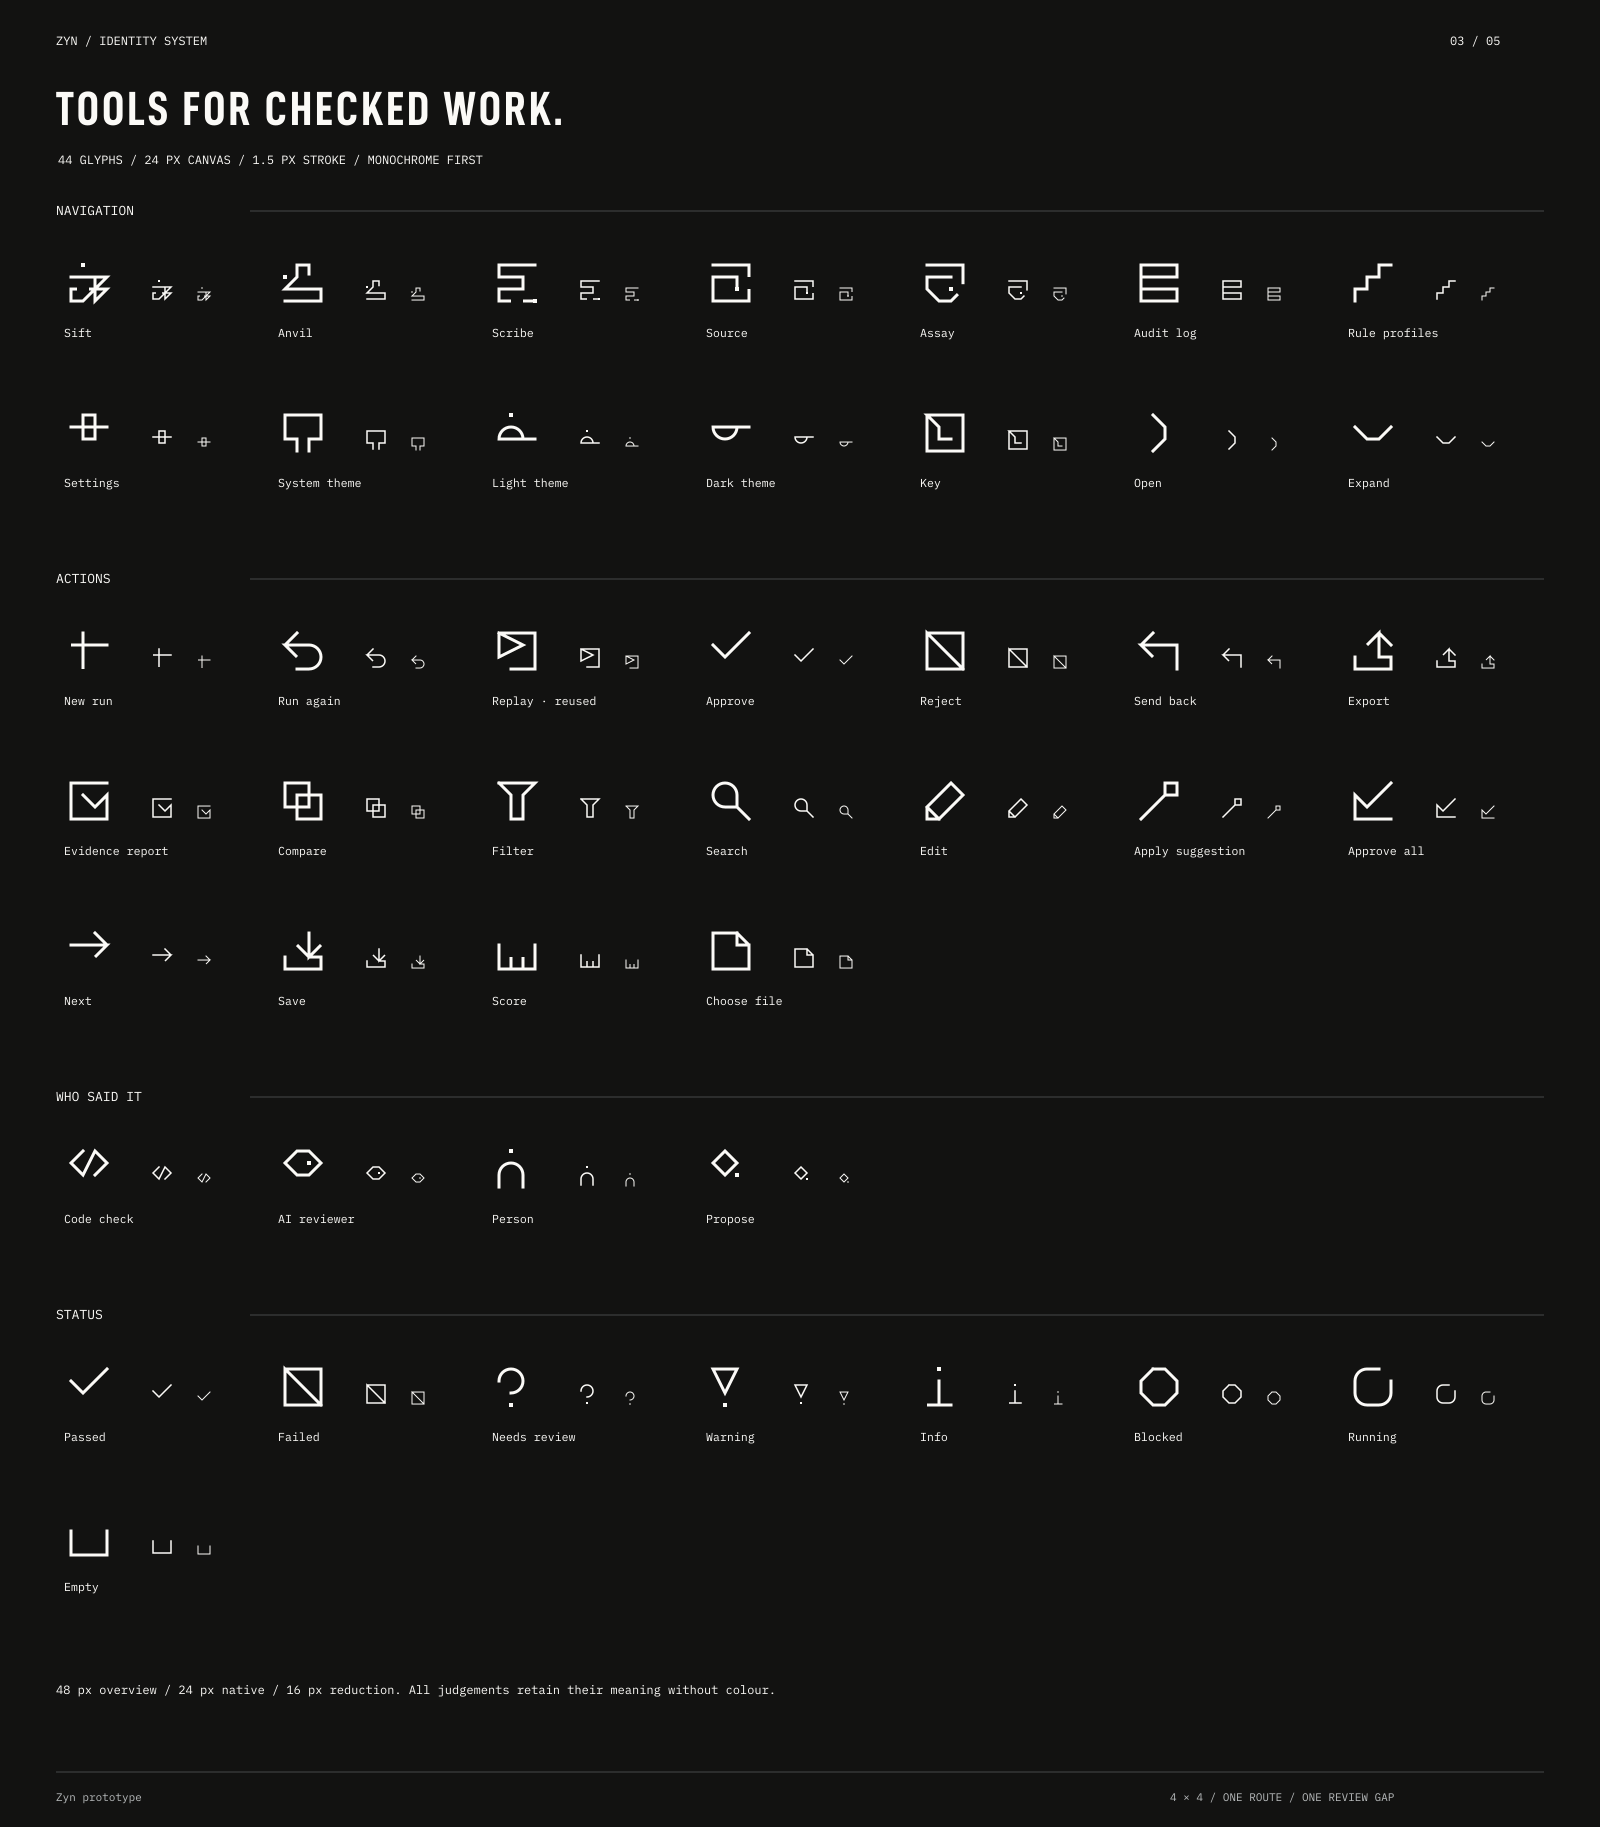 ZYN / IDENTITY SYSTEM
03 / 05
TOOLS FOR CHECKED WORK.
44 GLYPHS / 24 PX CANVAS / 1.5 PX STROKE / MONOCHROME FIRST
NAVIGATION
Sift
Anvil
Scribe
Source
Assay
Audit log
Rule profiles
Settings
System theme
Light theme
Dark theme
Key
Open
Expand
ACTIONS
New run
Run again
Replay · reused
Approve
Reject
Send back
Export
Evidence report
Compare
Filter
Search
Edit
Apply suggestion
Approve all
Next
Save
Score
Choose file
WHO SAID IT
Code check
AI reviewer
Person
Propose
STATUS
Passed
Failed
Needs review
Warning
Info
Blocked
Running
Empty
48 px overview / 24 px native / 16 px reduction. All judgements retain their meaning without colour.
Zyn prototype
4 × 4 / ONE ROUTE / ONE REVIEW GAP